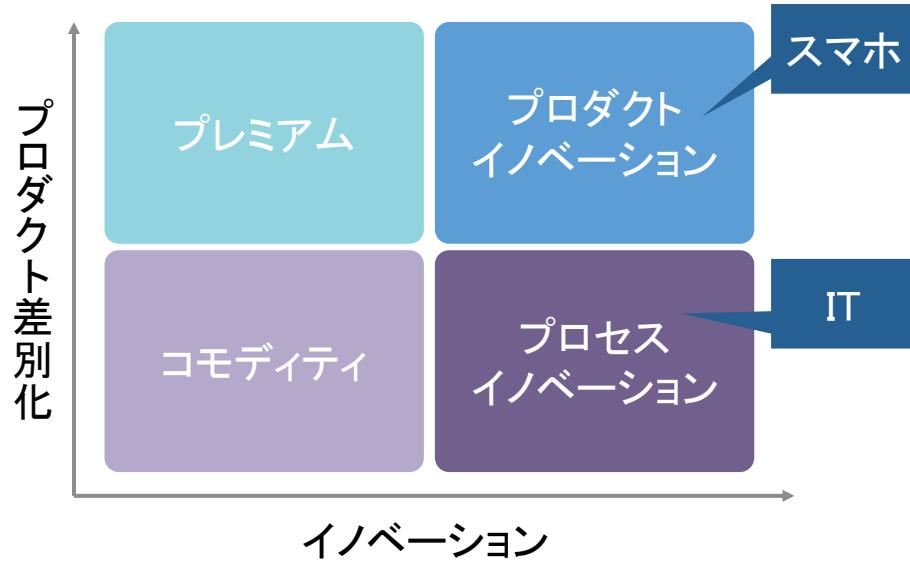 プロダクト差別化
プレミアム
プロダクト
イノベーション
スマホ
コモディティ
プロセス
イノベーション
IT
イノベーション